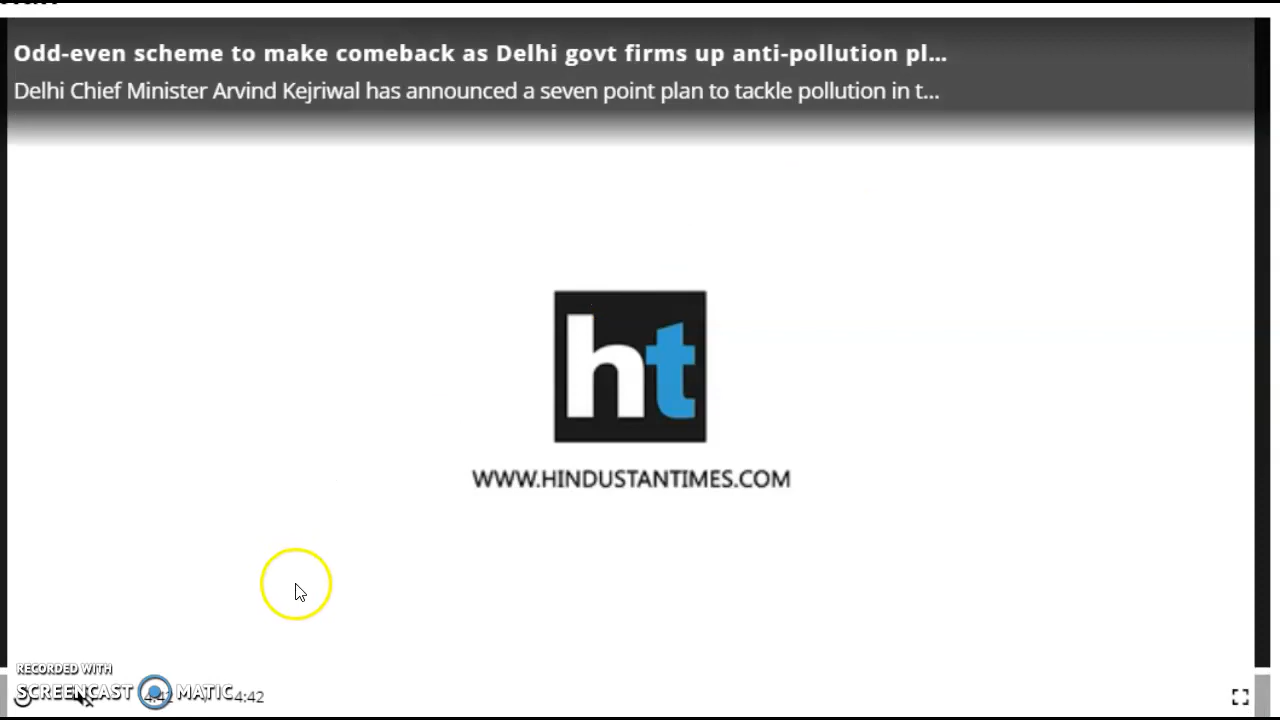 Odd-even scheme to make comeback as Delhi govt firms up anti-pollution pl...
Delhi Chief Minister Arvind Kejriwal has announced a seven point plan to tackle pollution in t...
ht
WWW.HINDUSTANTIMES.COM
RECORDED WITH
SCREENCAST MATIC
4:42